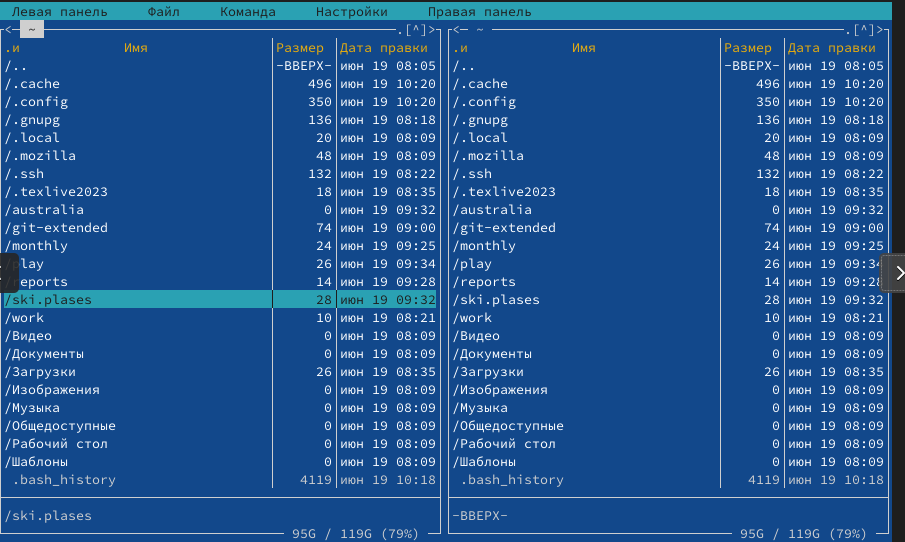 Левая панель Файл Команда Настройки Правая панель
<─ ~ .[^]> <─ ~ .[^]>
.и Имя Размер Дата правки .и Имя Размер Дата правки
/.. -ВВЕРХ- июн 19 08:05 /.. -ВВЕРХ- июн 19 08:05
/.cache 496 июн 19 10:20 /.cache 496 июн 19 10:20
/.config 350 июн 19 10:20 /.config 350 июн 19 10:20
/.gnupg 136 июн 19 08:18 /.gnupg 136 июн 19 08:18
/.local 20 июн 19 08:09 /.local 20 июн 19 08:09
/.mozilla 48 июн 19 08:09 /.mozilla 48 июн 19 08:09
/.ssh 132 июн 19 08:22 /.ssh 132 июн 19 08:22
/.texlive2023 18 июн 19 08:35 /.texlive2023 18 июн 19 08:35
/australia 0 июн 19 09:32 /australia 0 июн 19 09:32
/git-extended 74 июн 19 09:00 /git-extended 74 июн 19 09:00
/monthly 24 июн 19 09:25 /monthly 24 июн 19 09:25
/play 26 июн 19 09:34 /play 26 июн 19 09:34
/reports 14 июн 19 09:28 /reports 14 июн 19 09:28
/ski.plases 28 июн 19 09:32 /ski.plases 28 июн 19 09:32
/work 10 июн 19 08:21 /work 10 июн 19 08:21
/Видео 0 июн 19 08:09 /Видео 0 июн 19 08:09
/Документы 0 июн 19 08:09 /Документы 0 июн 19 08:09
/Загрузки 26 июн 19 08:35 /Загрузки 26 июн 19 08:35
/Изображения 0 июн 19 08:09 /Изображения 0 июн 19 08:09
/Музыка 0 июн 19 08:09 /Музыка 0 июн 19 08:09
/Общедоступные 0 июн 19 08:09 /Общедоступные 0 июн 19 08:09
/Рабочий стол 0 июн 19 08:09 /Рабочий стол 0 июн 19 08:09
/Шаблоны 0 июн 19 08:09 /Шаблоны 0 июн 19 08:09
.bash_history 4119 июн 19 10:18 .bash_history 4119 июн 19 10:18
/ski.plases -ВВЕРХ-
95G / 119G (79%) 95G / 119G (79%)